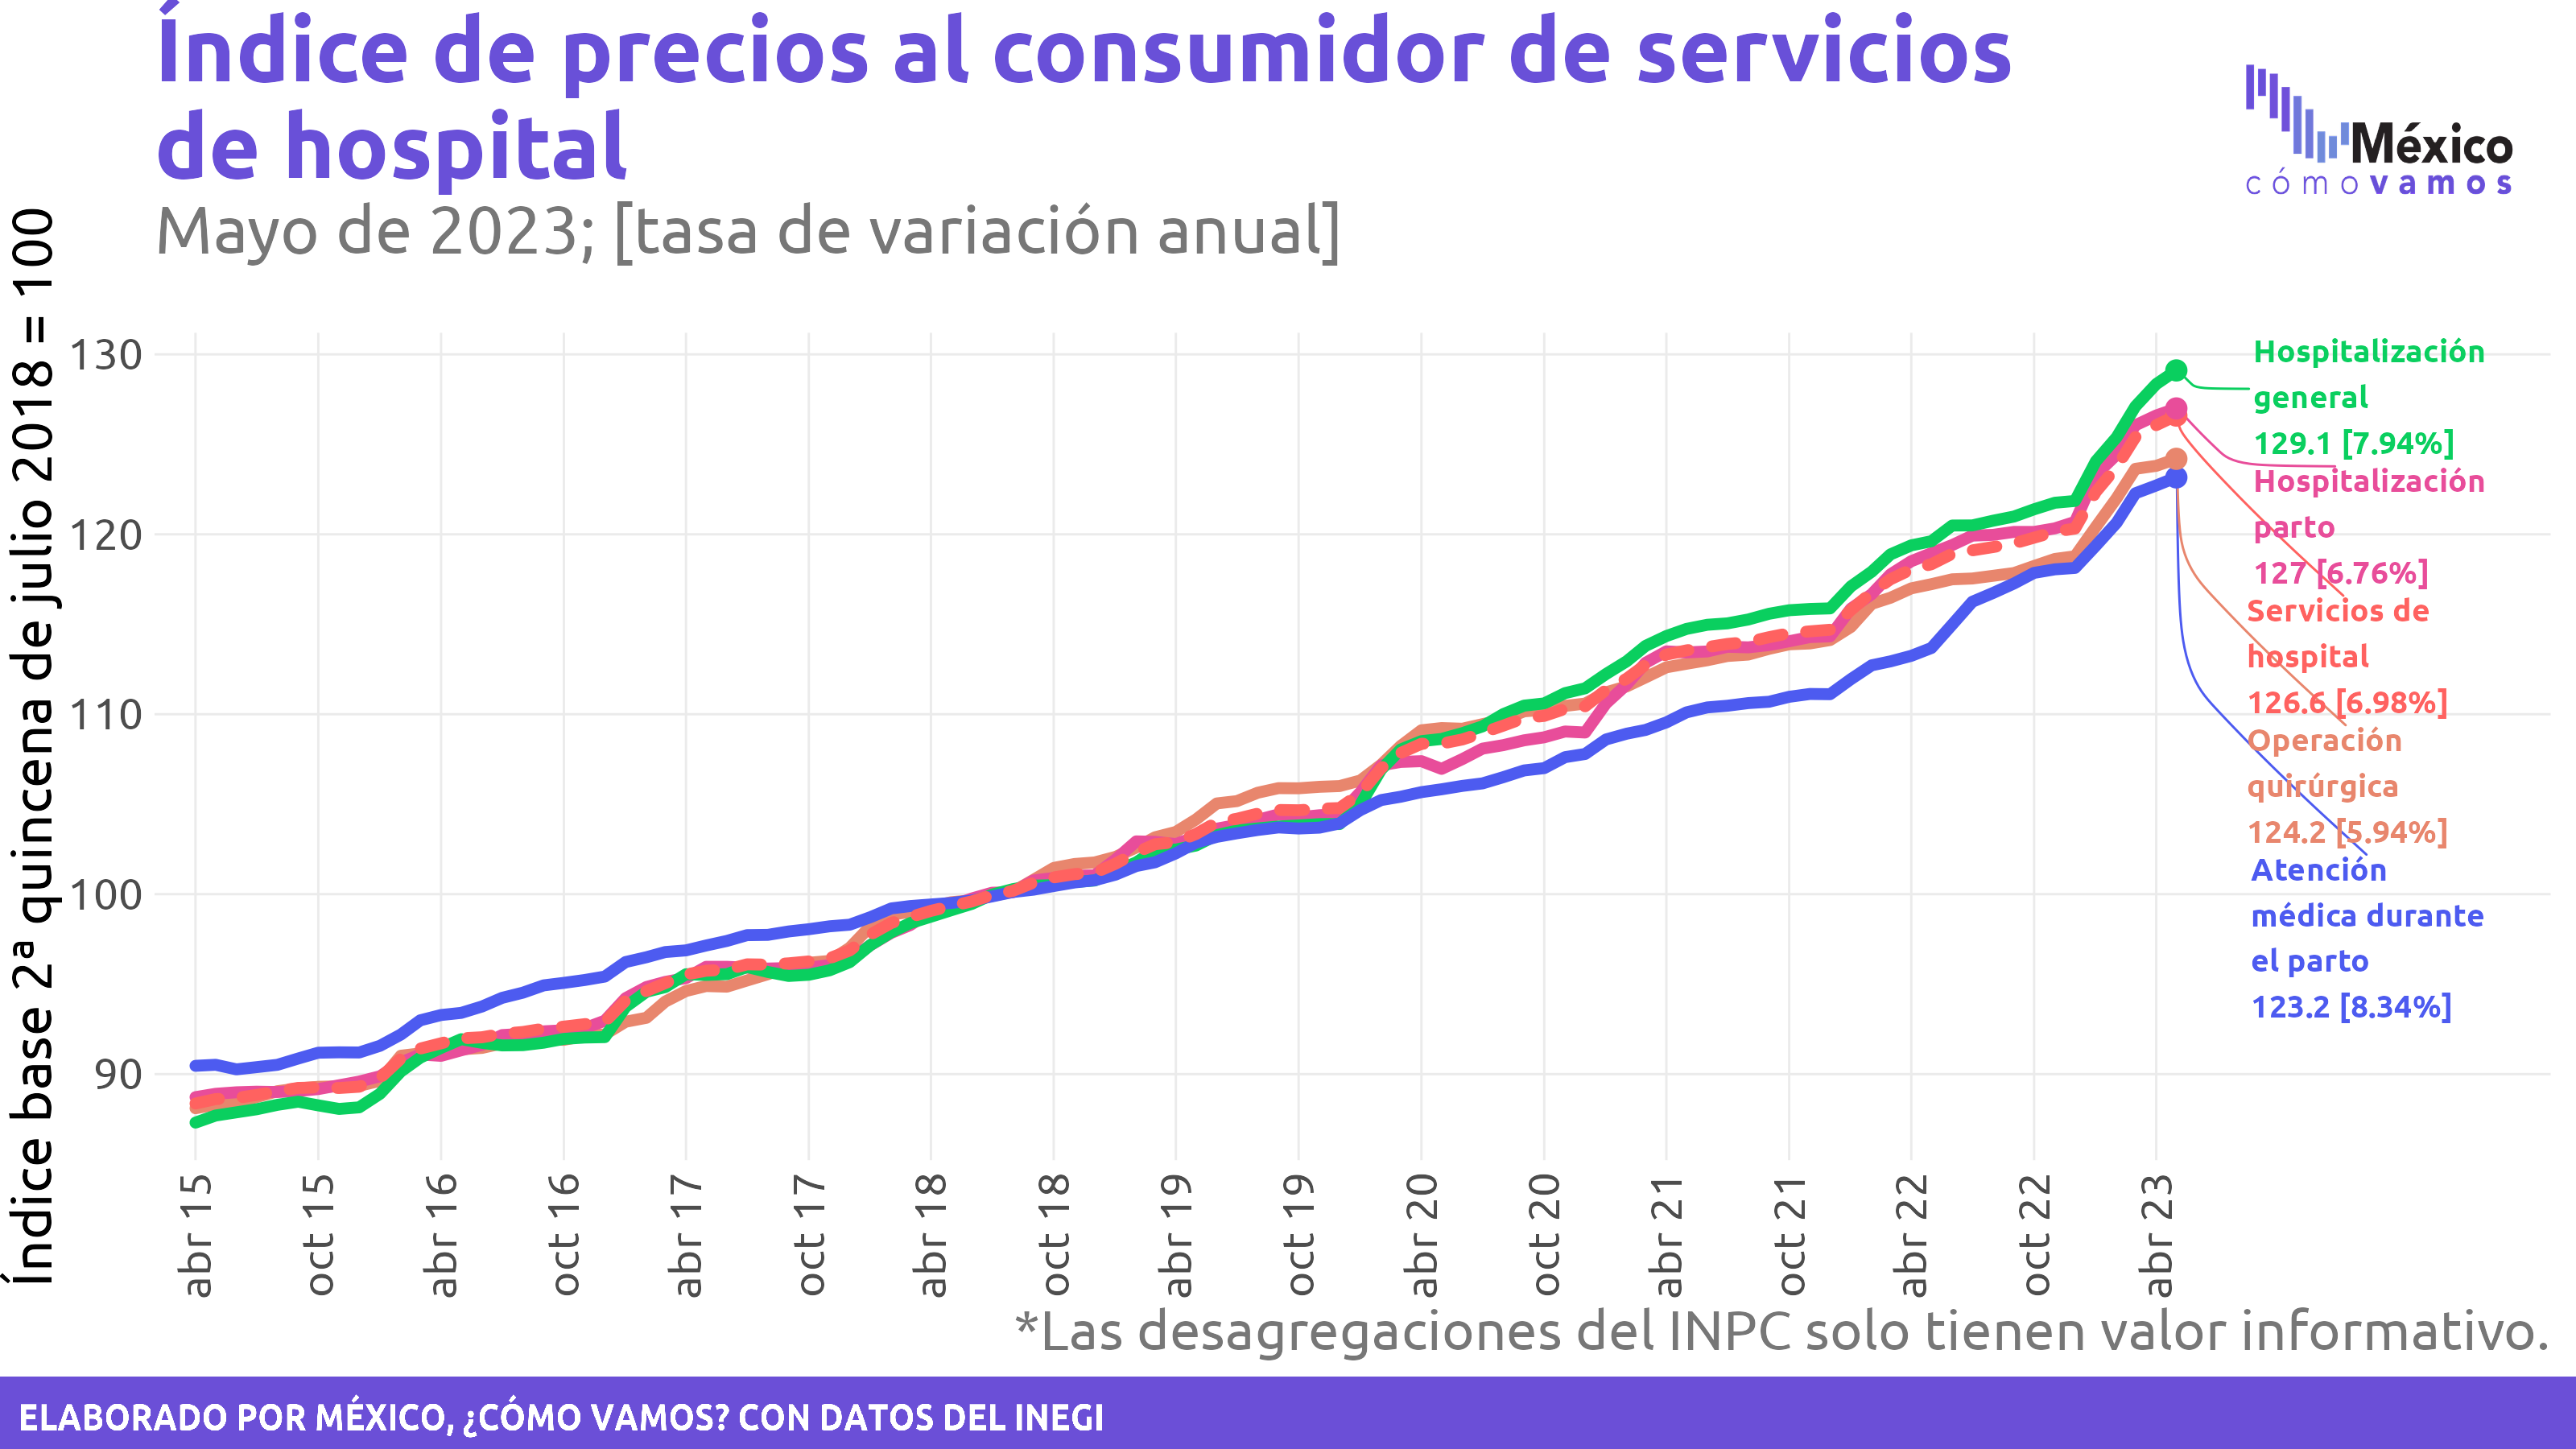 Índice de precios al consumidor de servicios
de hospital
Mayo de 2023; [tasa de variación anual]
México
cómo vamos
Índice base 2ª quincena de julio 2018 = 100
130
120
110
100
90
Hospitalización
general
129.1 [7.94%]
Hospitalización
parto
127 [6.76%]
Servicios de
hospital
126.6 [6.98%]
Operación
quirúrgica
124.2 [5.94%]
Atención
médica durante
el parto
123.2 [8.34%]
abr 15
oct 15
abr 16
oct 16
abr 17
oct 17
abr 18
oct 18
abr 19
oct 19
abr 20
oct 20
abr 21
oct 21
abr 22
oct 22
abr 23
*Las desagregaciones del INPC solo tienen valor informativo.
ELABORADO POR MÉXICO, ¿CÓMO VAMOS? CON DATOS DEL INEGI